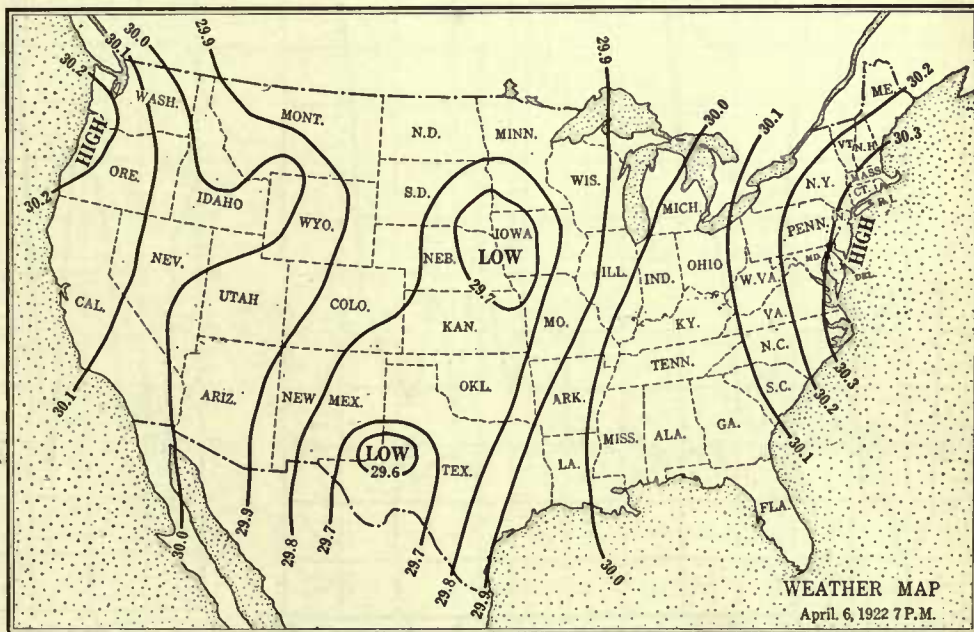 30.2
30.1
30.0
29.9
29.9
30.0
30.1
30.2
30.3
WASH.
MONT.
N.D.
MINN.
ME.
HIGH
VT.
N.H.
ORE.
IDAHO
S.D.
WIS.
MICH.
N.Y.
MASS.
CT.
R.I.
30.2
WYO.
IOWA
LOW
29.7
NEB.
PENN.
N.J.
HIGH
NEV.
UTAH
COLO.
ILL.
IND.
OHIO
W.VA.
MD.
DEL.
CAL.
KAN.
MO.
KY.
VA.
30.1
ARIZ.
NEW MEX.
OKL.
ARK.
TENN.
N.C.
S.C.
30.3
30.2
30.1
LOW
29.6
TEX.
LA.
MISS.
ALA.
GA.
FLA.
30.0
29.9
29.8
29.7
29.7
29.8
29.9
30.0
WEATHER MAP
April. 6, 1922 7 P.M.